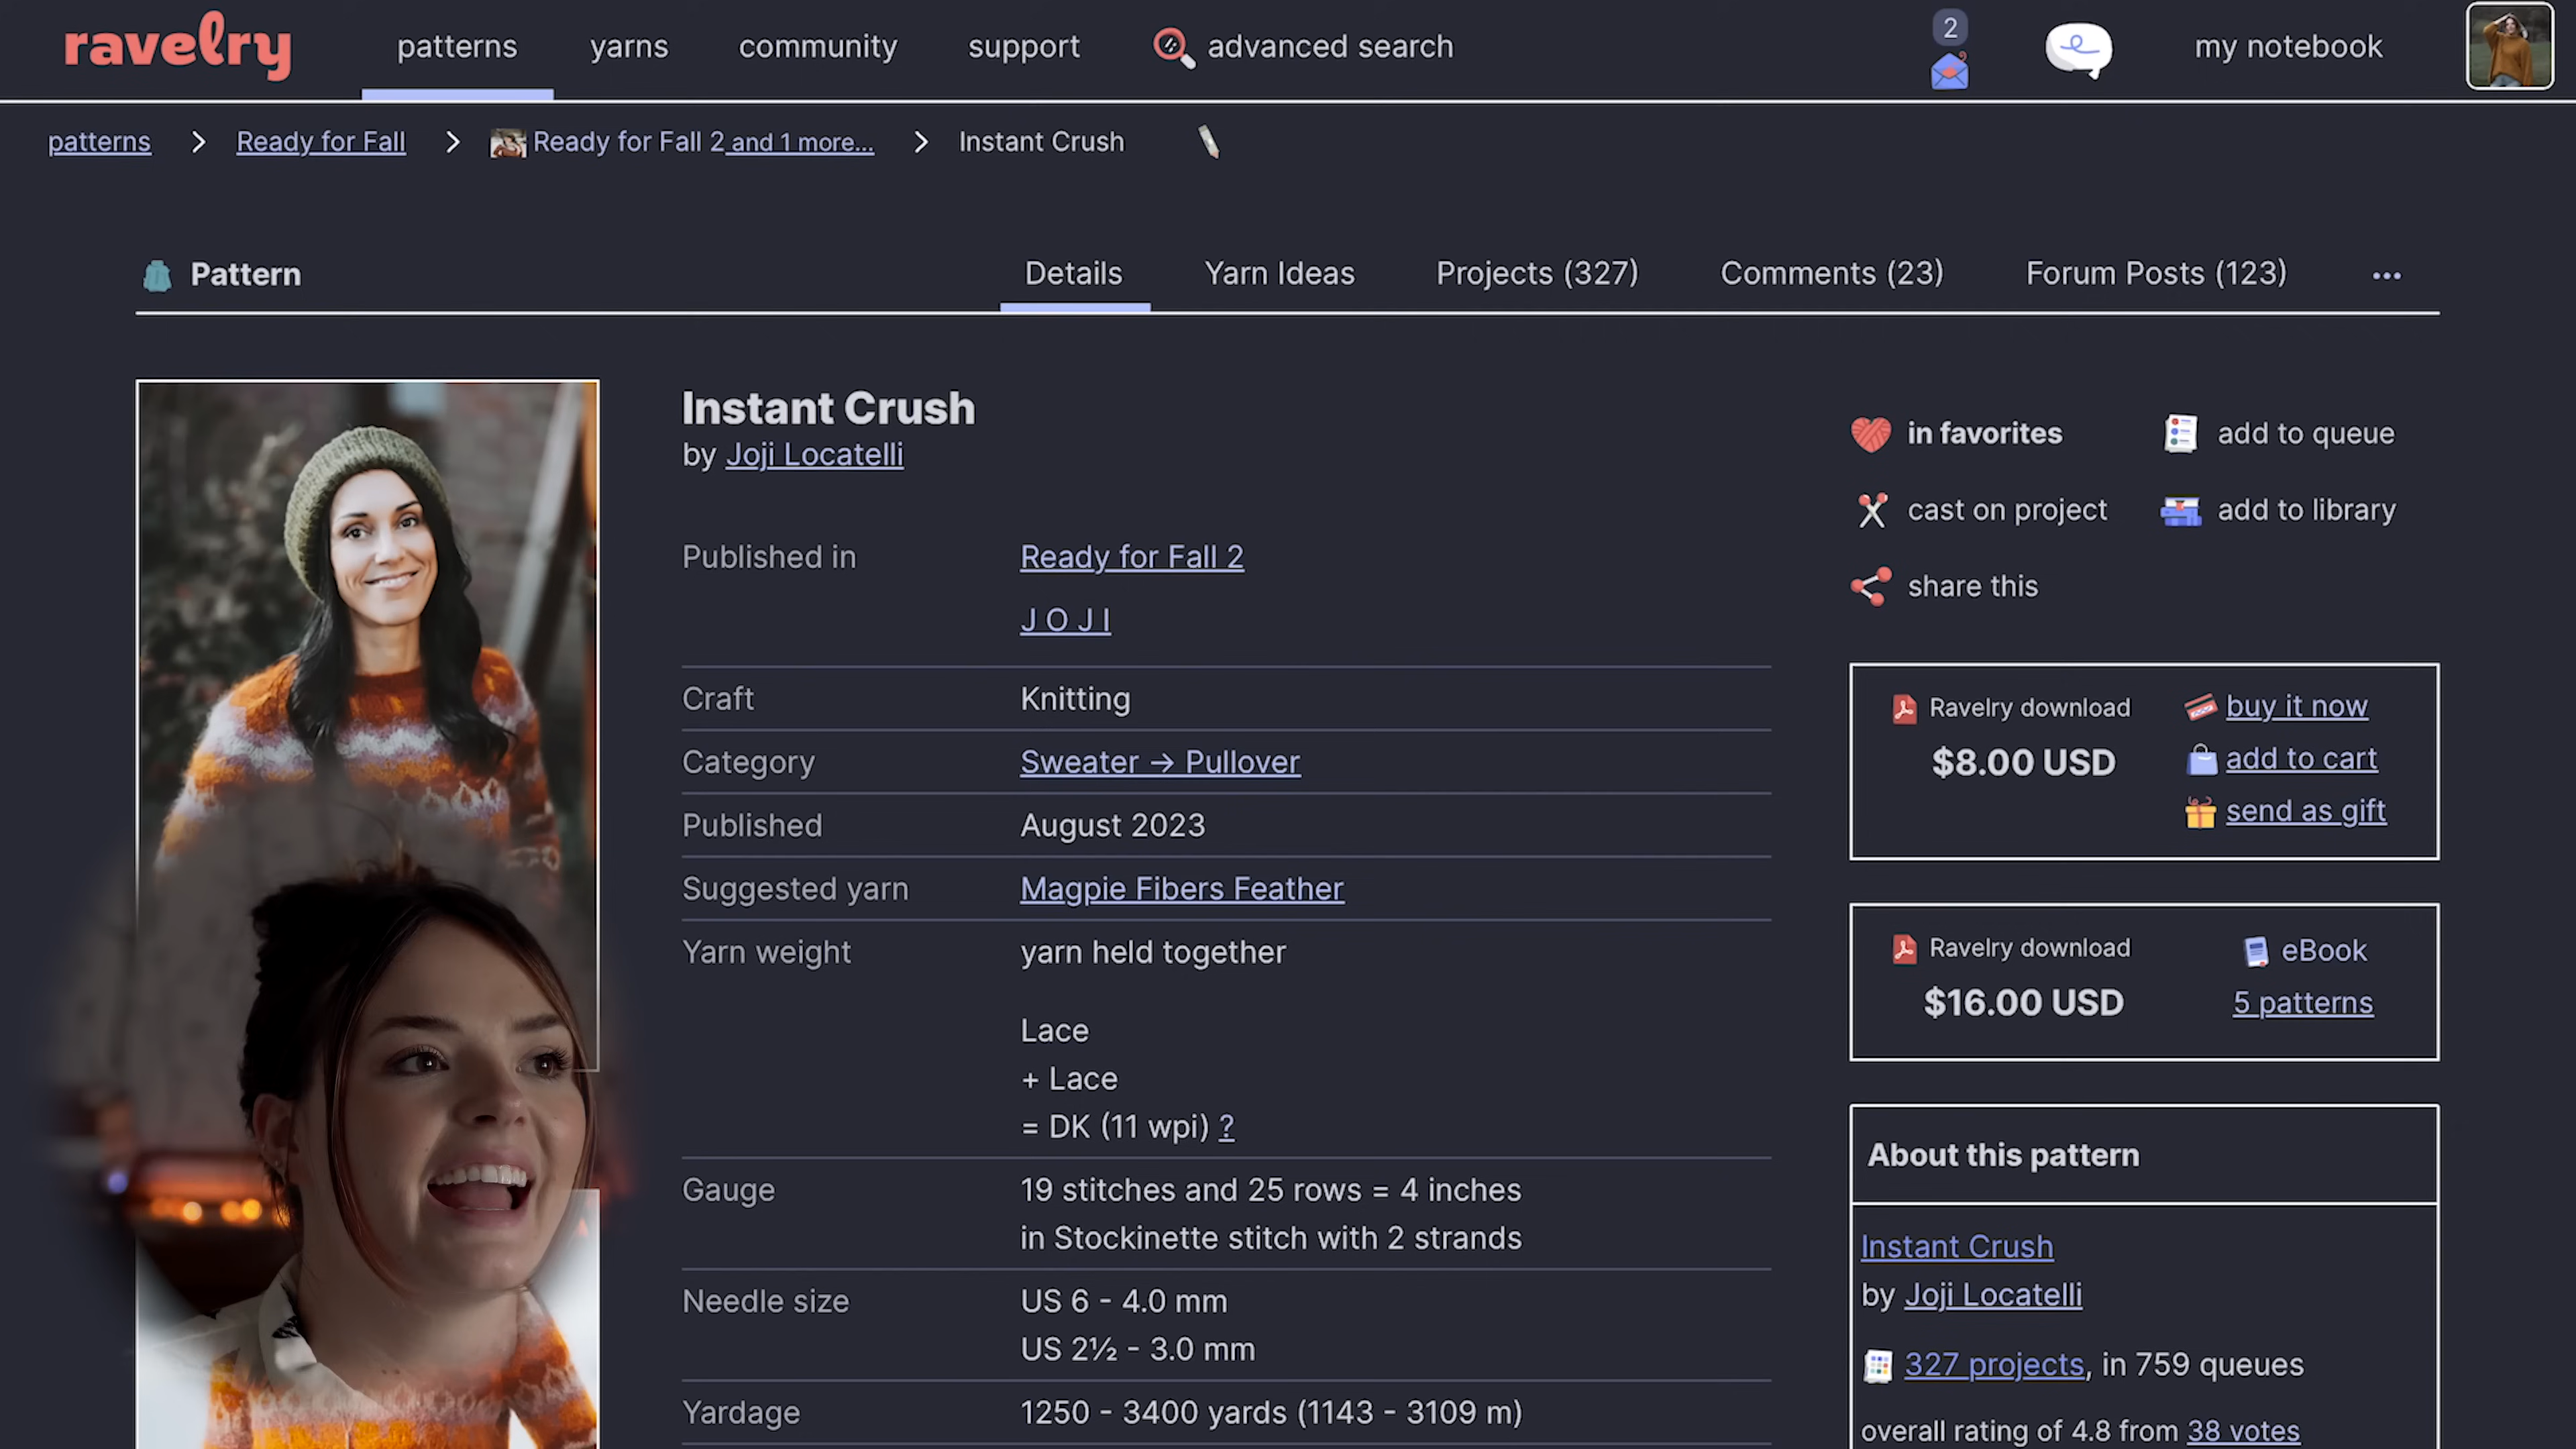 ravelry patterns yarns community support advanced search 2 my notebook
patterns > Ready for Fall > Ready for Fall 2 and 1 more... > Instant Crush
Pattern Details Yarn Ideas Projects (327) Comments (23) Forum Posts (123) ...
Instant Crush
by Joji Locatelli
in favorites add to queue
cast on project add to library
share this
Published in Ready for Fall 2
J O J I
Craft Knitting
Category Sweater → Pullover
Published August 2023
Suggested yarn Magpie Fibers Feather
Yarn weight yarn held together
Lace
+ Lace
= DK (11 wpi) ?
Gauge 19 stitches and 25 rows = 4 inches
in Stockinette stitch with 2 strands
Needle size US 6 - 4.0 mm
US 2½ - 3.0 mm
Yardage 1250 - 3400 yards (1143 - 3109 m)
Ravelry download buy it now
$8.00 USD add to cart
send as gift
Ravelry download eBook
$16.00 USD 5 patterns
About this pattern
Instant Crush
by Joji Locatelli
327 projects, in 759 queues
overall rating of 4.8 from 38 votes